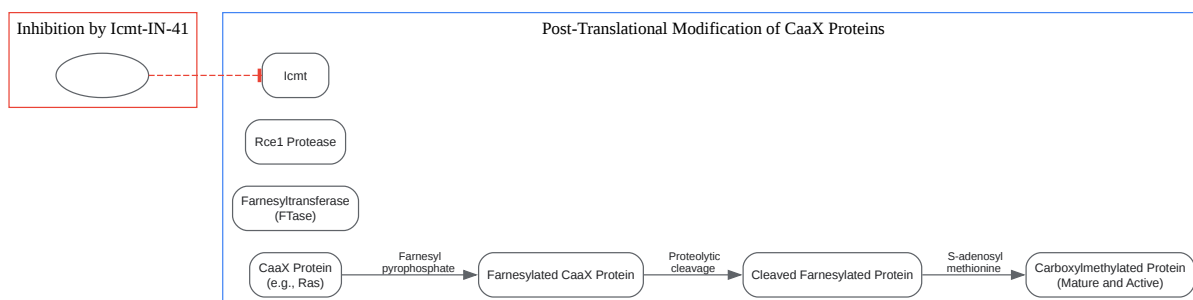 Inhibition by Icmt-IN-41
Post-Translational Modification of CaaX Proteins
Icmt
Rce1 Protease
Farnesyltransferase
(FTase)
CaaX Protein
(e.g., Ras)
Farnesyl
pyrophosphate
Farnesylated CaaX Protein
Proteolytic
cleavage
Cleaved Farnesylated Protein
S-adenosyl
methionine
Carboxylmethylated Protein
(Mature and Active)